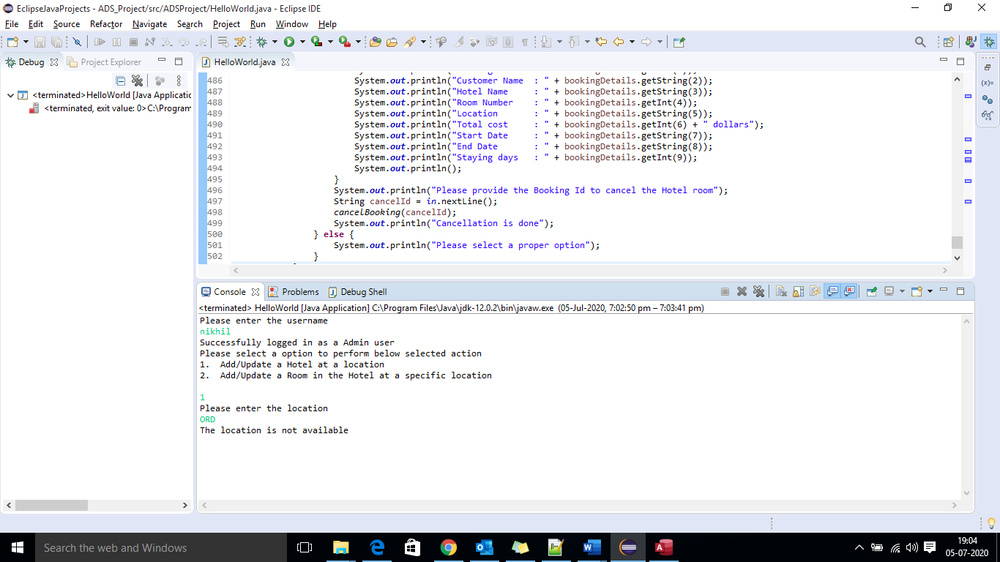 EclipseJavaProjects - ADS_Project/src/ADSProject/HelloWorld.java - Eclipse IDE
File Edit Source Refactor Navigate Search Project Run Window Help
Debug Project Explorer
<terminated>HelloWorld [Java Applicatic
<terminated, exit value: 0>C:\Program
HelloWorld.java
486 System.out.println("Customer Name : " + bookingDetails.getString(2));
487 System.out.println("Hotel Name : " + bookingDetails.getString(3));
488 System.out.println("Room Number : " + bookingDetails.getInt(4));
489 System.out.println("Location : " + bookingDetails.getString(5));
490 System.out.println("Total cost : " + bookingDetails.getInt(6) + " dollars");
491 System.out.println("Start Date : " + bookingDetails.getString(7));
492 System.out.println("End Date : " + bookingDetails.getString(8));
493 System.out.println("Staying days : " + bookingDetails.getInt(9));
494 System.out.println();
495 }
496 System.out.println("Please provide the Booking Id to cancel the Hotel room");
497 String cancelId = in.nextLine();
498 cancelBooking(cancelId);
499 System.out.println("Cancellation is done");
500 } else {
501 System.out.println("Please select a proper option");
502 }
Console Problems Debug Shell
<terminated> HelloWorld [Java Application] C:\Program Files\Java\jdk-12.0.2\bin\javaw.exe (05-Jul-2020, 7:02:50 pm – 7:03:41 pm)
Please enter the username
nikhil
Successfully logged in as a Admin user
Please select a option to perform below selected action
1. Add/Update a Hotel at a location
2. Add/Update a Room in the Hotel at a specific location
1
Please enter the location
ORD
The location is not available
Search the web and Windows
19:04
05-07-2020